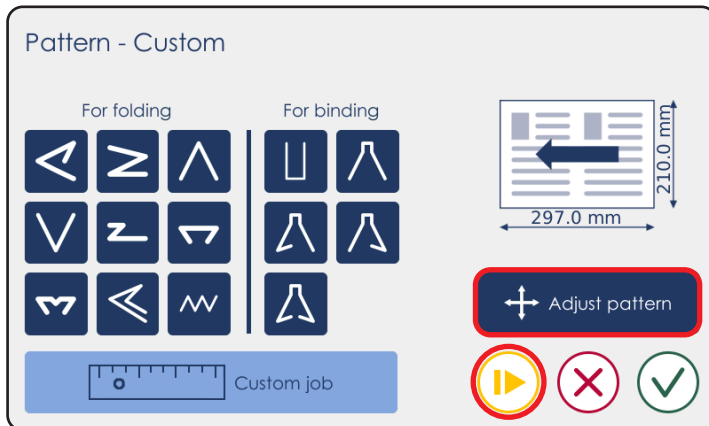 Pattern - Custom
For folding
For binding
210.0 mm
297.0 mm
Adjust pattern
Custom job